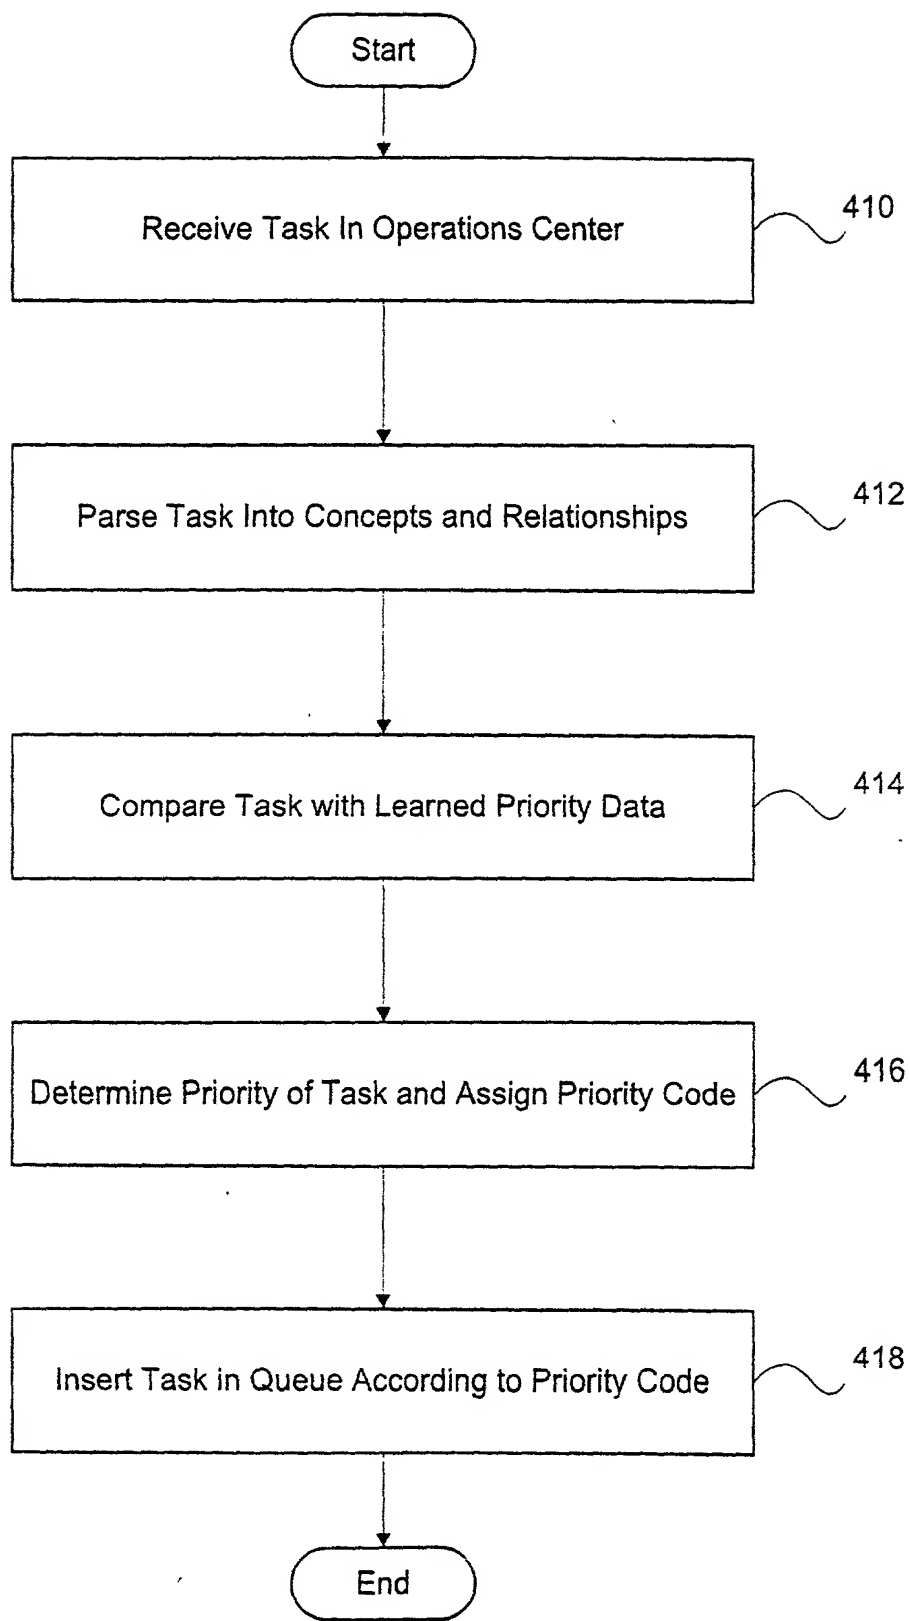 Start
Receive Task In Operations Center
410
Parse Task Into Concepts and Relationships
412
Compare Task with Learned Priority Data
414
Determine Priority of Task and Assign Priority Code
416
Insert Task in Queue According to Priority Code
418
End